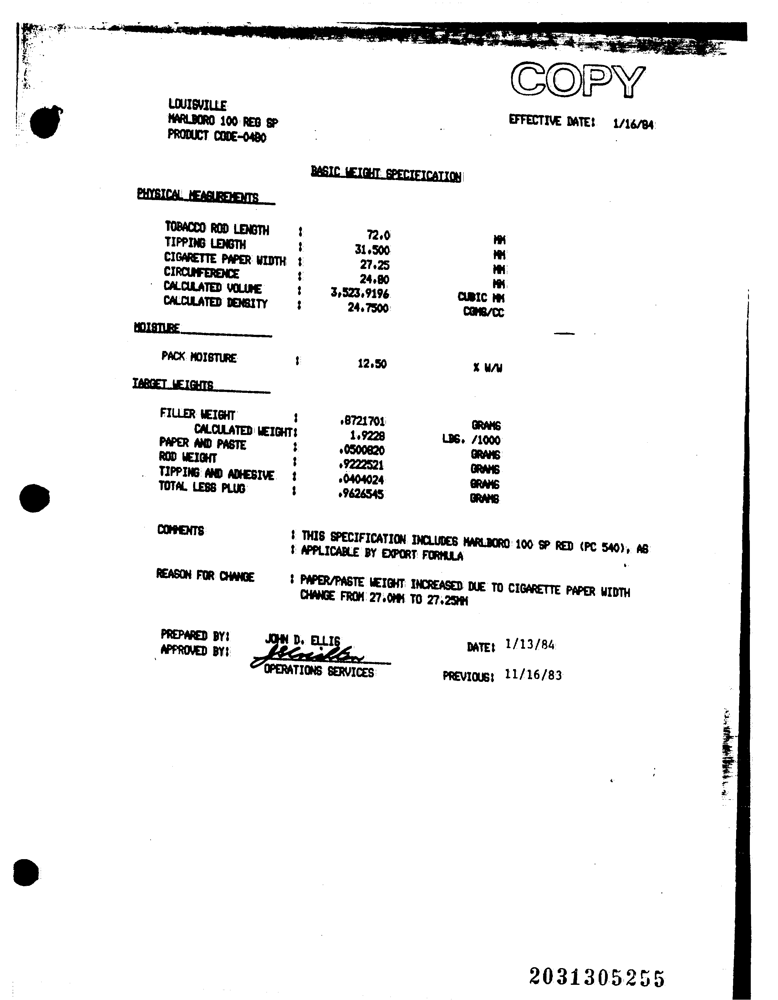 COPY
LOUISVILLE
MARLBORO 100 REG SP
EFFECTIVE DATE: 1/16/84
PRODUCT CODE-0480
BASIC WEIGHT SPECIFICATION
PHYSICAL MEASUREMENTS
TOBACCO ROD LENGTH : 72.0 MM
TIPPING LENGTH : 31.500 MM
CIGARETTE PAPER WIDTH : 27.25 MM
CIRCUMFERENCE : 24.80 MM
CALCULATED VOLUME : 3,523.9196 CUBIC MM
CALCULATED DENSITY : 24.7500 CGMS/CC
MOISTURE
PACK MOISTURE : 12.50 % W/W
TARGET WEIGHTS
FILLER WEIGHT : .8721701 GRAMS
CALCULATED WEIGHT: 1.9228 LBS. /1000
PAPER AND PASTE : .0500820 GRAMS
ROD WEIGHT : .9222521 GRAMS
TIPPING AND ADHESIVE : .0404024 GRAMS
TOTAL LESS PLUG : .9626545 GRAMS
COMMENTS : THIS SPECIFICATION INCLUDES MARLBORO 100 SP RED (PC 540), AS
: APPLICABLE BY EXPORT FORMULA
REASON FOR CHANGE : PAPER/PASTE WEIGHT INCREASED DUE TO CIGARETTE PAPER WIDTH
CHANGE FROM 27.0MM TO 27.25MM
PREPARED BY: JOHN D. ELLIS DATE: 1/13/84
APPROVED BY:
OPERATIONS SERVICES PREVIOUS: 11/16/83
2031305255